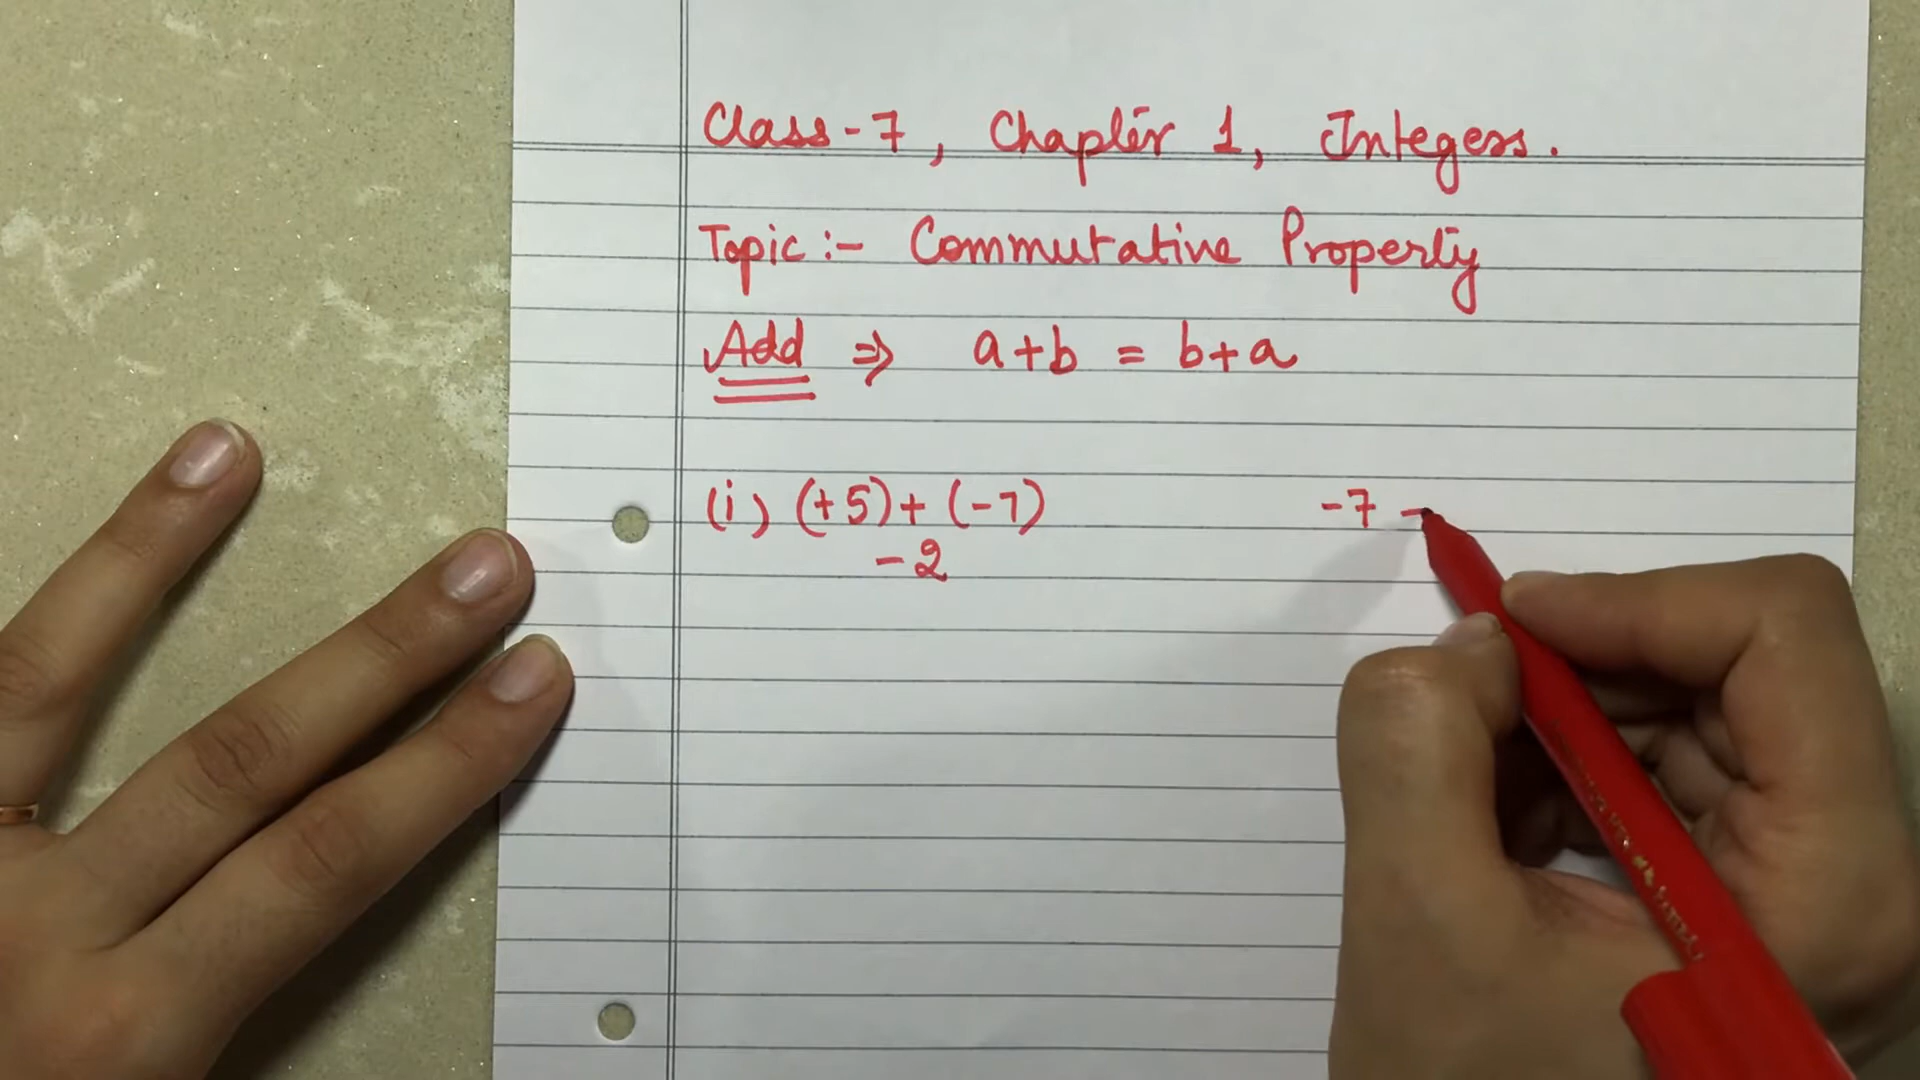 Class-7, Chapter 1, Integers.
Topic:- Commutative Property
Add ⇒ a+b = b+a
(i) (+5)+(-7) -7 -
-2